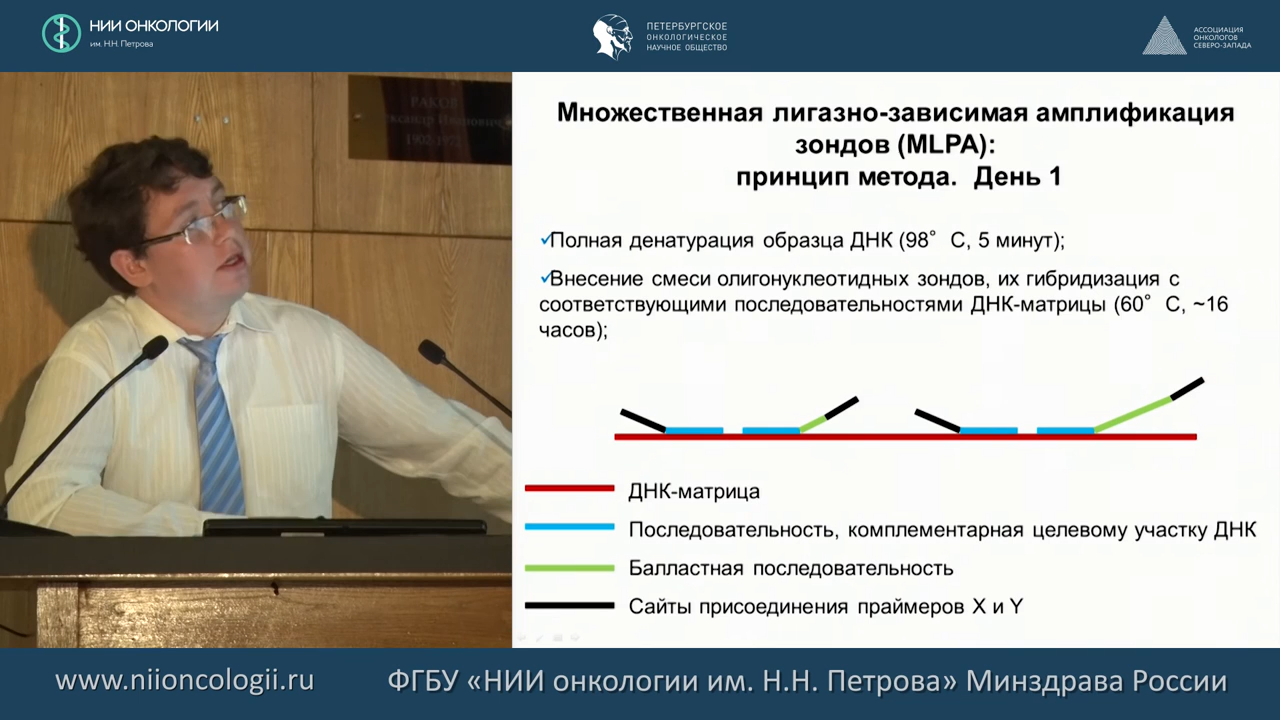 НИИ ОНКОЛОГИИ
им. Н.Н. Петрова
ПЕТЕРБУРГСКОЕ
ОНКОЛОГИЧЕСКОЕ
НАУЧНОЕ ОБЩЕСТВО
АССОЦИАЦИЯ
ОНКОЛОГОВ
СЕВЕРО-ЗАПАДА
РАКОВ
1902-1972
Множественная лигазно-зависимая амплификация
зондов (MLPA):
принцип метода. День 1
✓Полная денатурация образца ДНК (98° С, 5 минут);
✓Внесение смеси олигонуклеотидных зондов, их гибридизация с
соответствующими последовательностями ДНК-матрицы (60° С, ~16
часов);
ДНК-матрица
Последовательность, комплементарная целевому участку ДНК
Балластная последовательность
Сайты присоединения праймеров X и Y
www.niioncologii.ru
ФГБУ «НИИ онкологии им. Н.Н. Петрова» Минздрава России